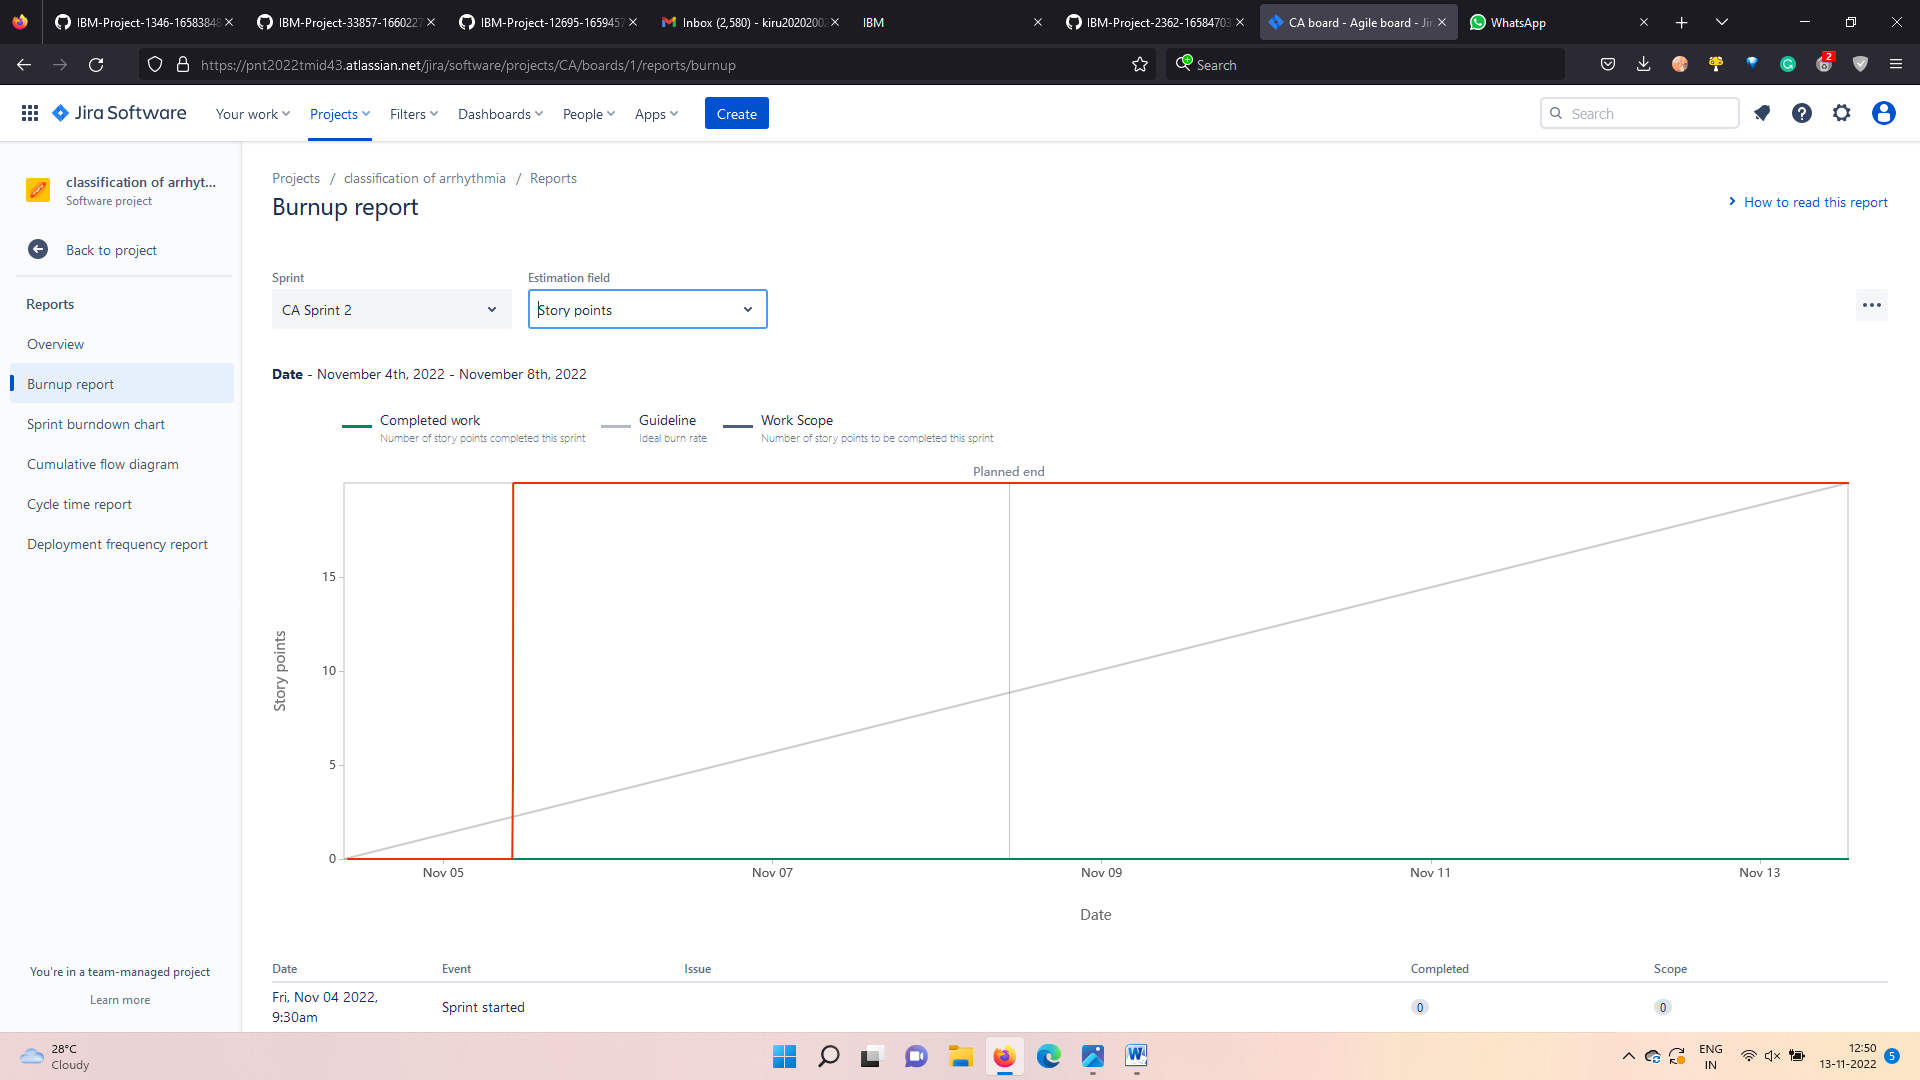 IBM-Project-1346-16583848
IBM-Project-33857-1660227
IBM-Project-12695-1659457
Inbox (2,580) - kiru20202002
IBM
IBM-Project-2362-16584703
CA board - Agile board - Jir
WhatsApp
https://pnt2022tmid43.atlassian.net/jira/software/projects/CA/boards/1/reports/burnup
Search
2
Jira Software
Your work
Projects
Filters
Dashboards
People
Apps
Create
Search
classification of arrhyt...
Software project
Back to project
Reports
Overview
Burnup report
Sprint burndown chart
Cumulative flow diagram
Cycle time report
Deployment frequency report
You're in a team-managed project
Learn more
Projects / classification of arrhythmia / Reports
Burnup report
How to read this report
Sprint
CA Sprint 2
Estimation field
Story points
Date - November 4th, 2022 - November 8th, 2022
Completed work
Number of story points completed this sprint
Guideline
Ideal burn rate
Work Scope
Number of story points to be completed this sprint
Planned end
15
10
5
0
Story points
Nov 05
Nov 07
Nov 09
Nov 11
Nov 13
Date
Date Event Issue Completed Scope
Fri, Nov 04 2022, 9:30am Sprint started 0 0
28°C
Cloudy
ENG
IN
12:50
13-11-2022
5